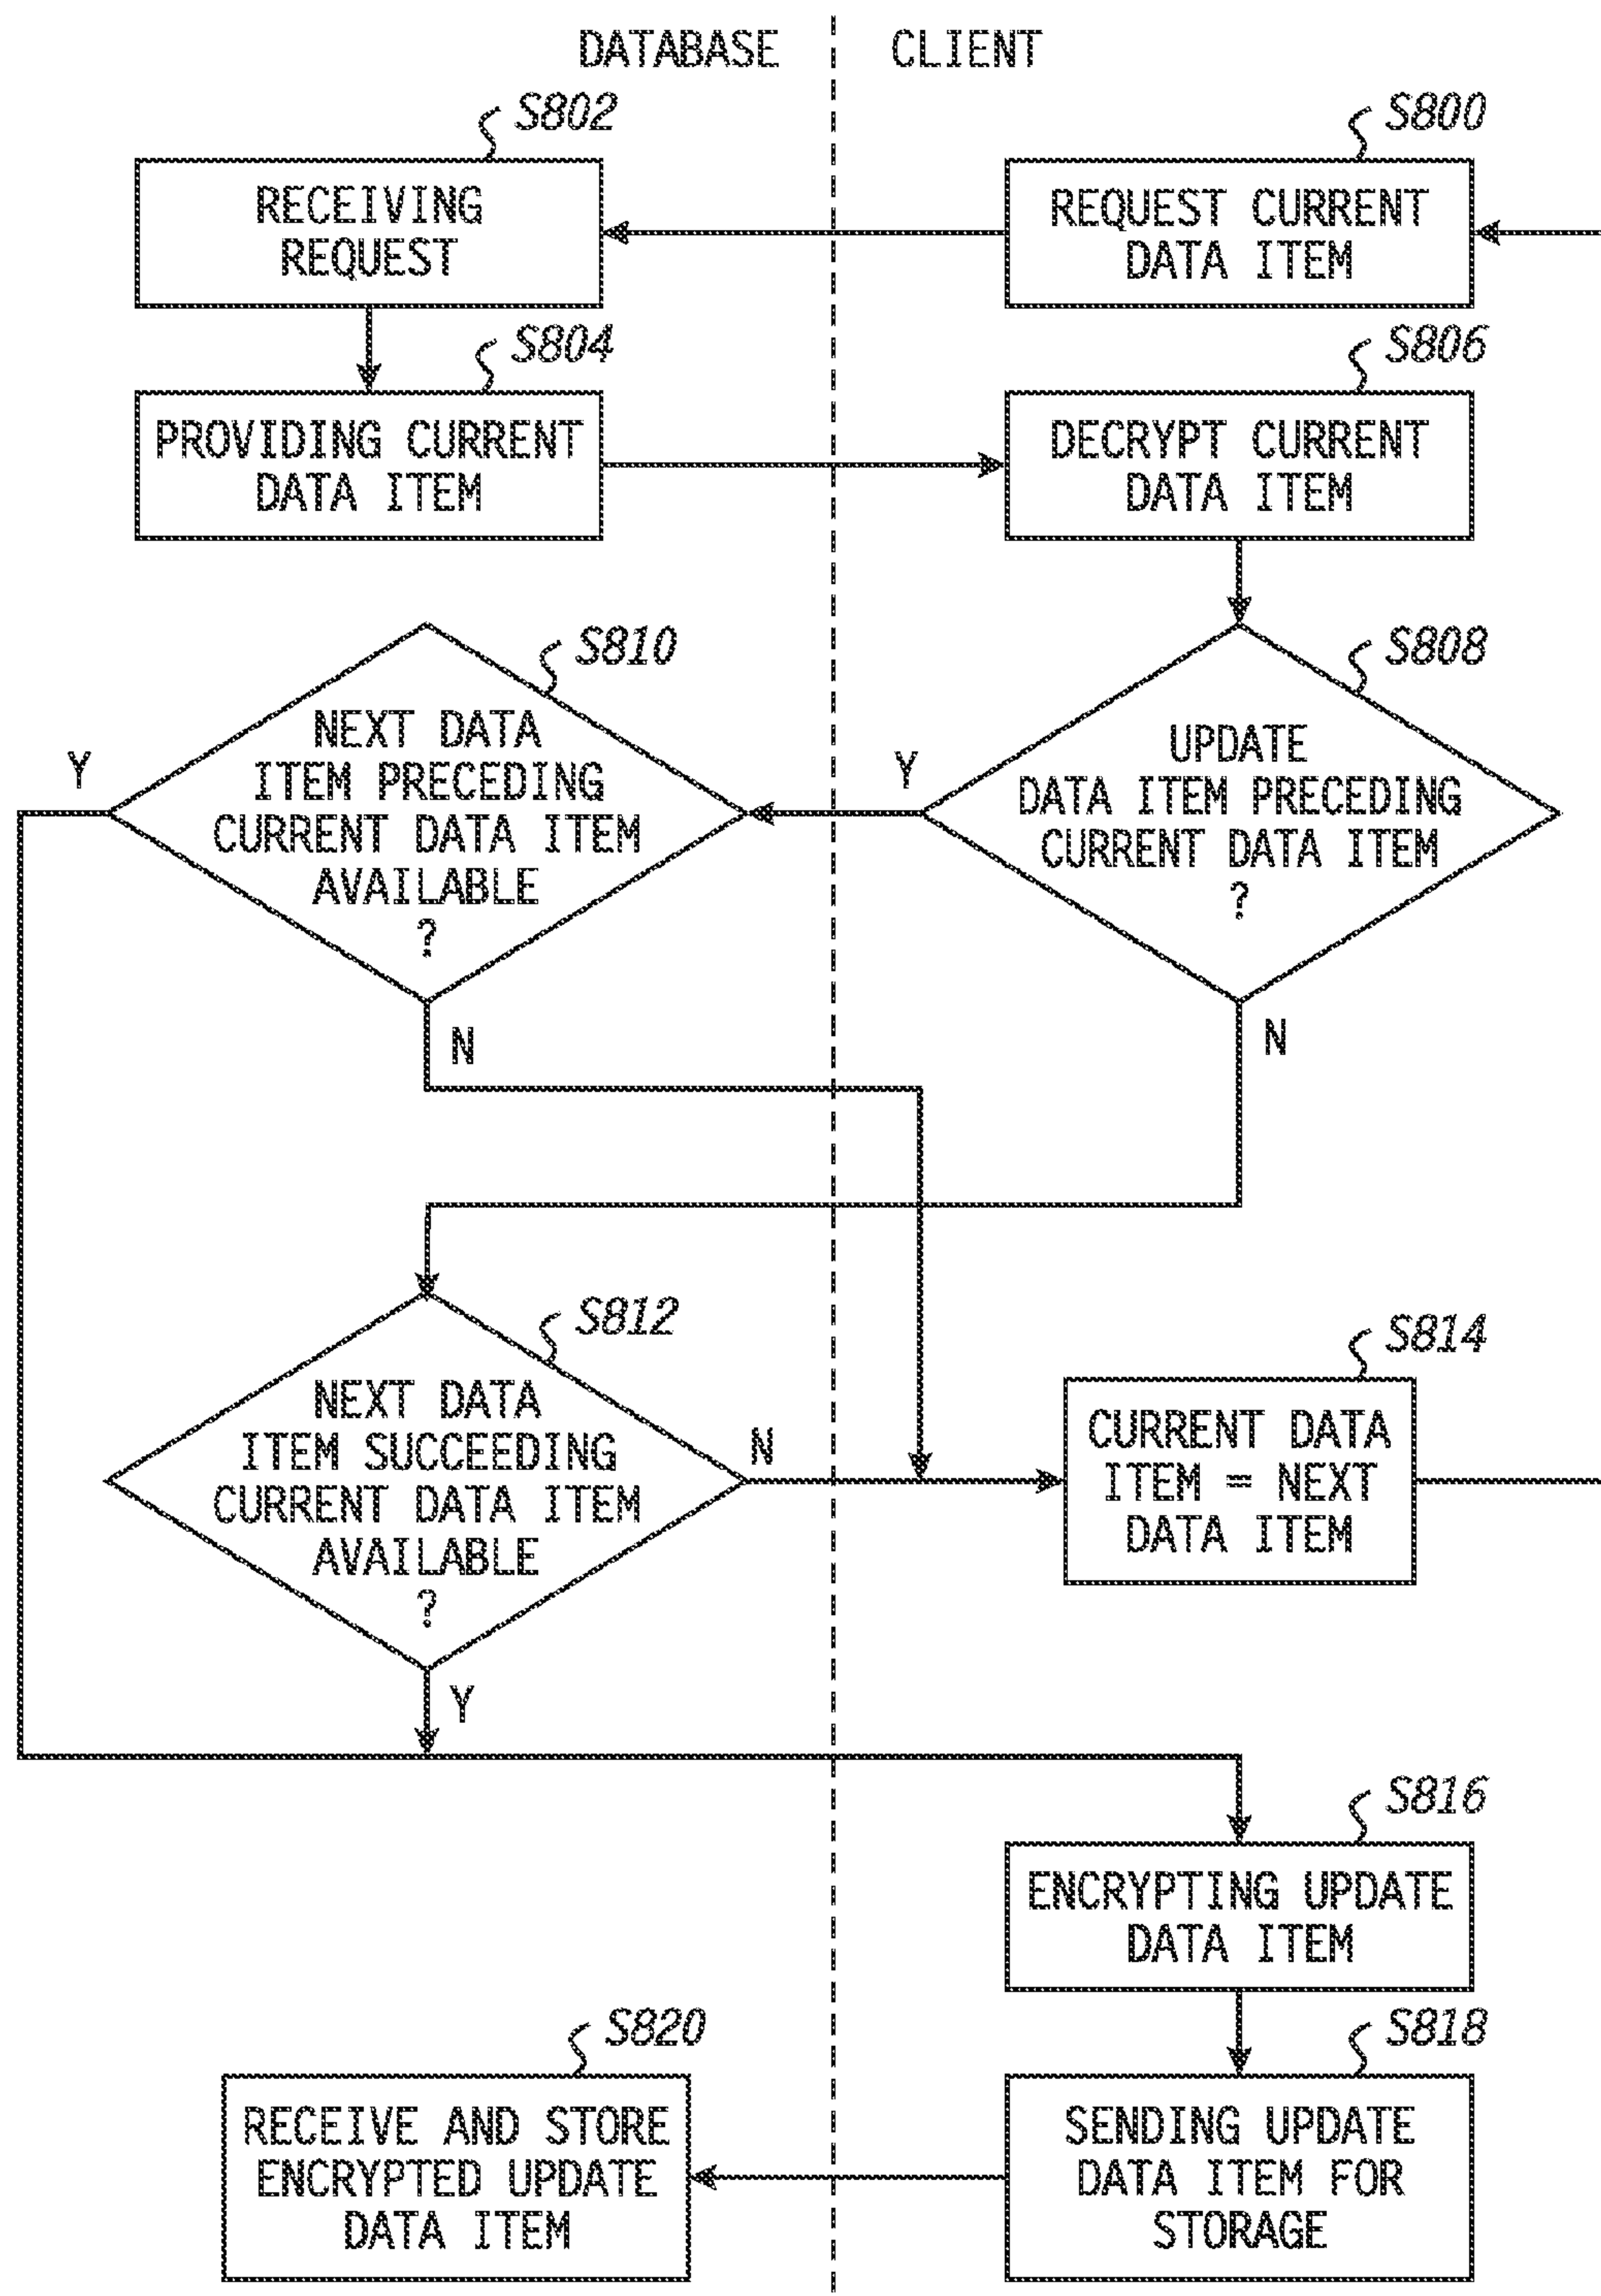 DATABASE
CLIENT
S802
S800
RECEIVING
REQUEST
REQUEST CURRENT
DATA ITEM
S804
S806
PROVIDING CURRENT
DATA ITEM
DECRYPT CURRENT
DATA ITEM
S810
S808
NEXT DATA
ITEM PRECEDING
CURRENT DATA ITEM
AVAILABLE
?
Y
N
UPDATE
DATA ITEM PRECEDING
CURRENT DATA ITEM
?
Y
N
S812
S814
NEXT DATA
ITEM SUCCEEDING
CURRENT DATA ITEM
AVAILABLE
?
N
Y
CURRENT DATA
ITEM = NEXT
DATA ITEM
S816
ENCRYPTING UPDATE
DATA ITEM
S820
S818
RECEIVE AND STORE
ENCRYPTED UPDATE
DATA ITEM
SENDING UPDATE
DATA ITEM FOR
STORAGE